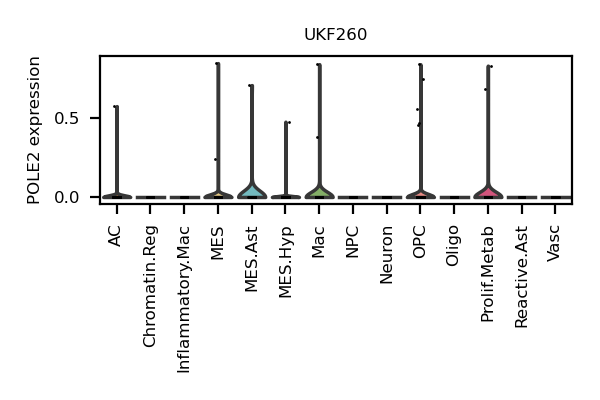 UKF260
POLE2 expression
0.5
0.0
AC
Chromatin.Reg
Inflammatory.Mac
MES
MES.Ast
MES.Hyp
Mac
NPC
Neuron
OPC
Oligo
Prolif.Metab
Reactive.Ast
Vasc